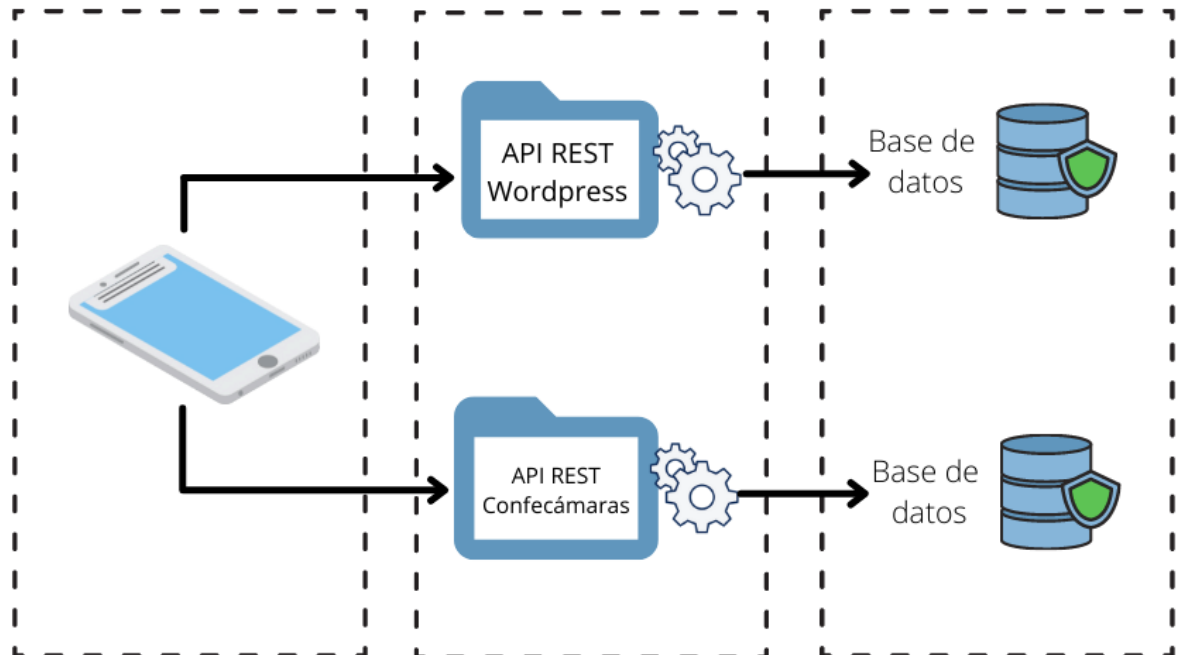 API REST
Wordpress
Base de
datos
API REST
Confecámaras
Base de
datos